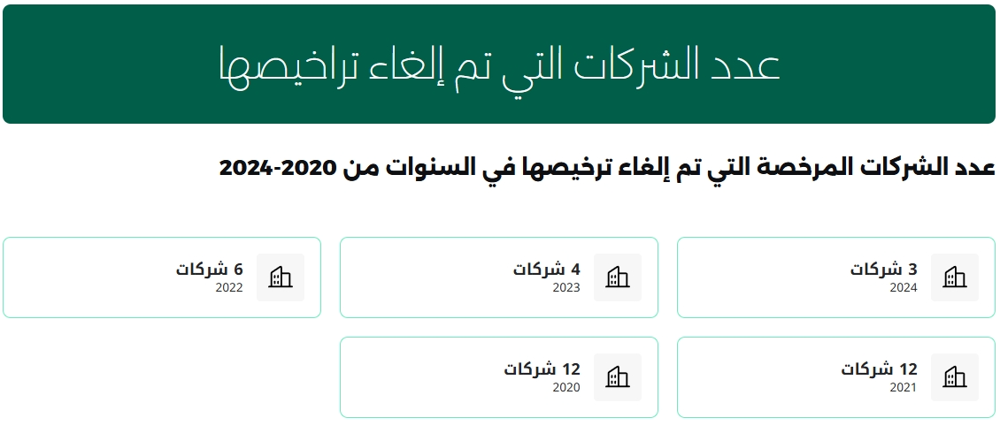 عدد الشركات التي تم إلغاء تراخيصها
عدد الشركات المرخصة التي تم إلغاء ترخيصها في السنوات من 2020-2024
3 شركات
2024
4 شركات
2023
6 شركات
2022
12 شركات
2021
12 شركات
2020